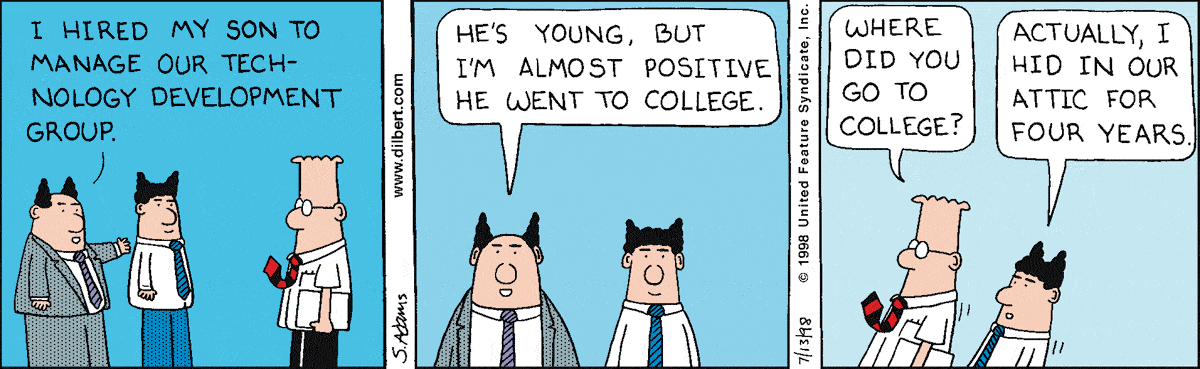 I HIRED MY SON TO
MANAGE OUR TECH-
NOLOGY DEVELOPMENT
GROUP.
S. Adams
www.dilbert.com
HE'S YOUNG, BUT
I'M ALMOST POSITIVE
HE WENT TO COLLEGE.
7/13/98 © 1998 United Feature Syndicate, Inc.
WHERE
DID YOU
GO TO
COLLEGE?
ACTUALLY, I
HID IN OUR
ATTIC FOR
FOUR YEARS.